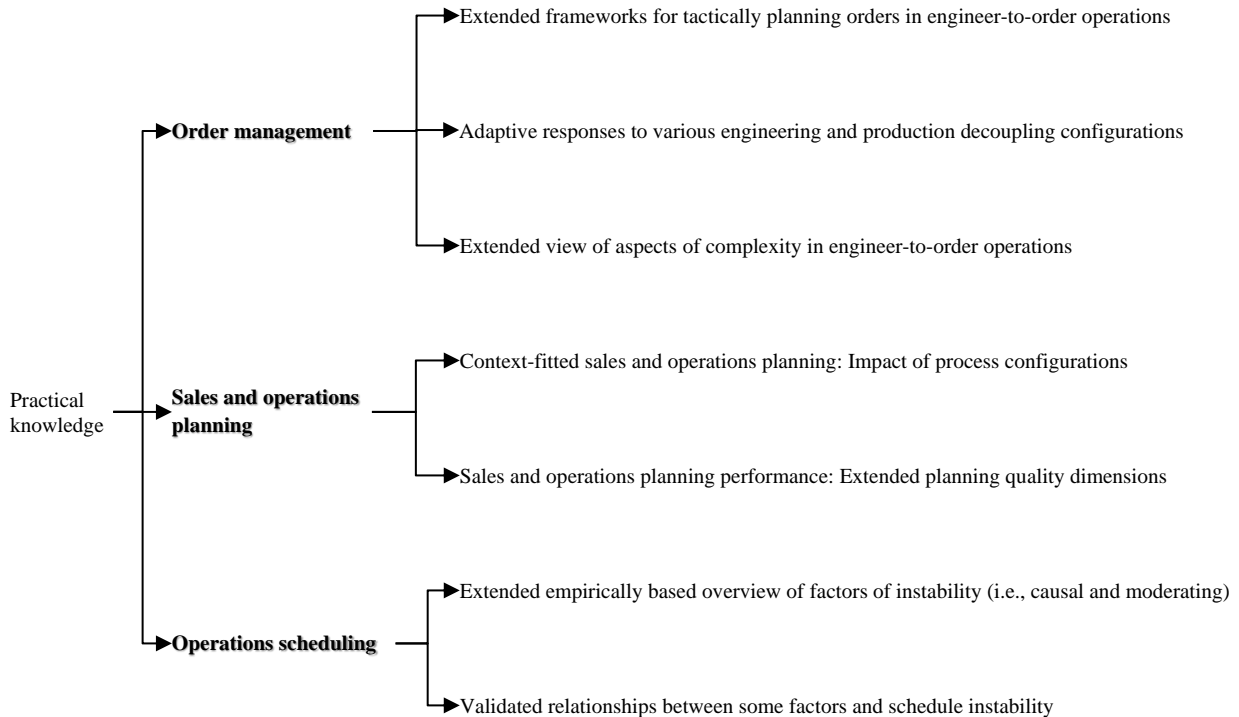 Extended frameworks for tactically planning orders in engineer-to-order operations
Order management
Adaptive responses to various engineering and production decoupling configurations
Extended view of aspects of complexity in engineer-to-order operations
Context-fitted sales and operations planning: Impact of process configurations
Practical
knowledge
Sales and operations
planning
Sales and operations planning performance: Extended planning quality dimensions
Extended empirically based overview of factors of instability (i.e., causal and moderating)
Operations scheduling
Validated relationships between some factors and schedule instability